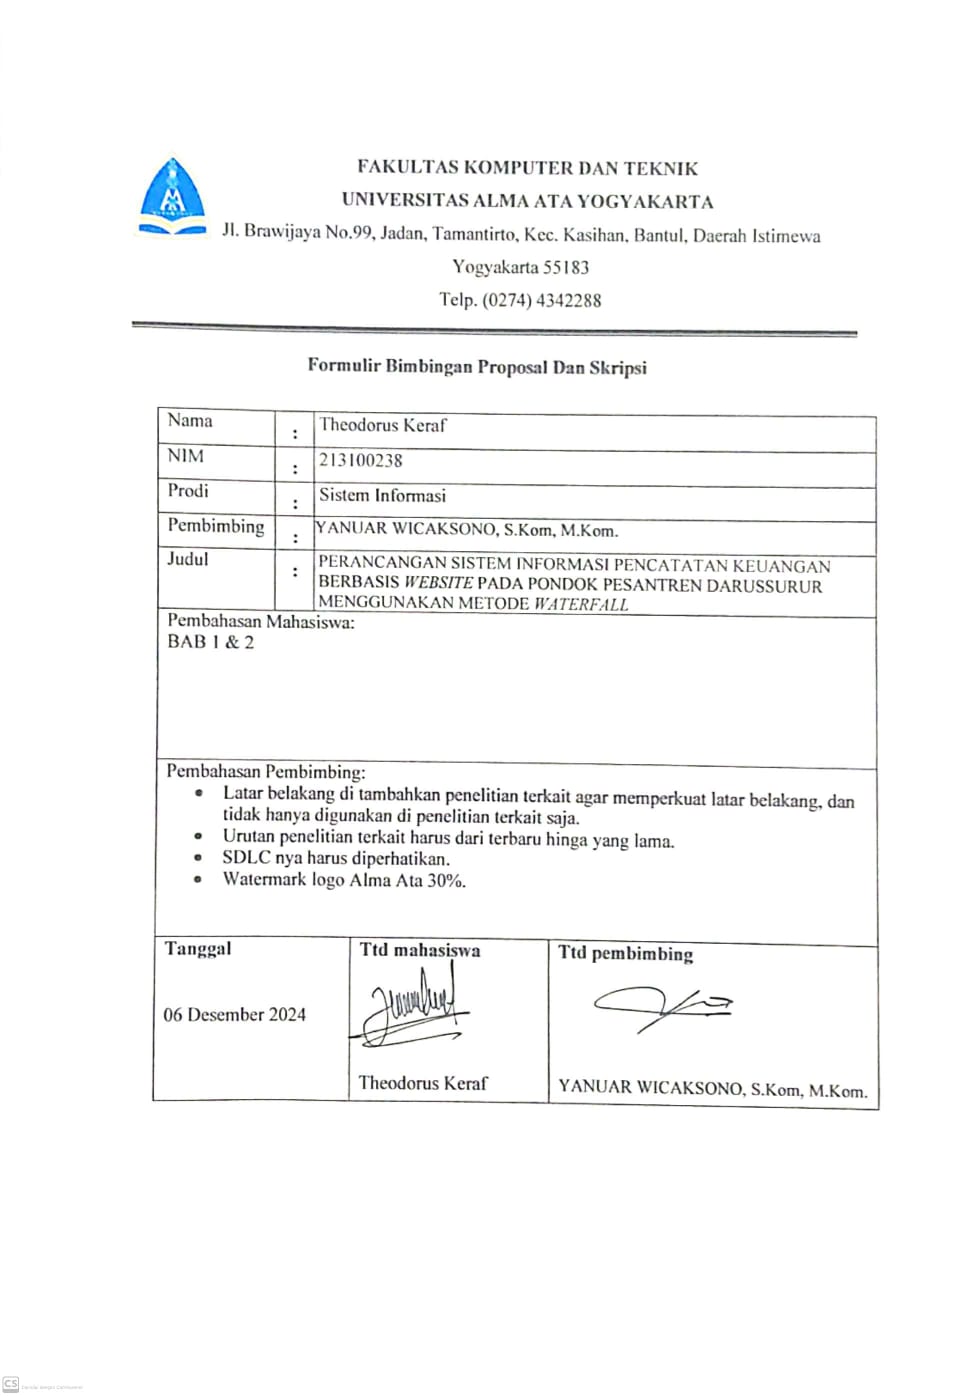 FAKULTAS KOMPUTER DAN TEKNIK
UNIVERSITAS ALMA ATA YOGYAKARTA
Jl. Brawijaya No.99, Jadan, Tamantirto, Kec. Kasihan, Bantul, Daerah Istimewa
Yogyakarta 55183
Telp. (0274) 4342288
Formulir Bimbingan Proposal Dan Skripsi
Nama : Theodorus Keraf
NIM : 213100238
Prodi : Sistem Informasi
Pembimbing : YANUAR WICAKSONO, S.Kom, M.Kom.
Judul : PERANCANGAN SISTEM INFORMASI PENCATATAN KEUANGAN
BERBASIS WEBSITE PADA PONDOK PESANTREN DARUSSURUR
MENGGUNAKAN METODE WATERFALL
Pembahasan Mahasiswa:
BAB 1 & 2
Pembahasan Pembimbing:
• Latar belakang di tambahkan penelitian terkait agar memperkuat latar belakang, dan
tidak hanya digunakan di penelitian terkait saja.
• Urutan penelitian terkait harus dari terbaru hingga yang lama.
• SDLC nya harus diperhatikan.
• Watermark logo Alma Ata 30%.
Tanggal Ttd mahasiswa Ttd pembimbing
06 Desember 2024
Theodorus Keraf YANUAR WICAKSONO, S.Kom, M.Kom.
CS